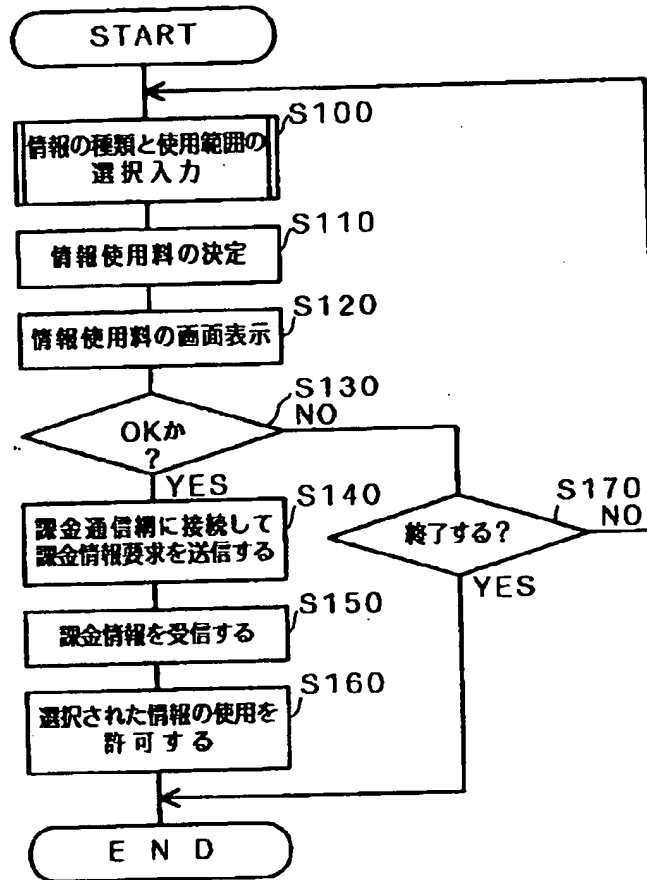 START
S100
情報の種類と使用範囲の
選択入力
S110
情報使用料の決定
S120
情報使用料の画面表示
S130
OKか
?
NO
YES
S140
課金通信網に接続して
課金情報要求を送信する
S170
終了する?
NO
YES
S150
課金情報を受信する
S160
選択された情報の使用を
許可する
END